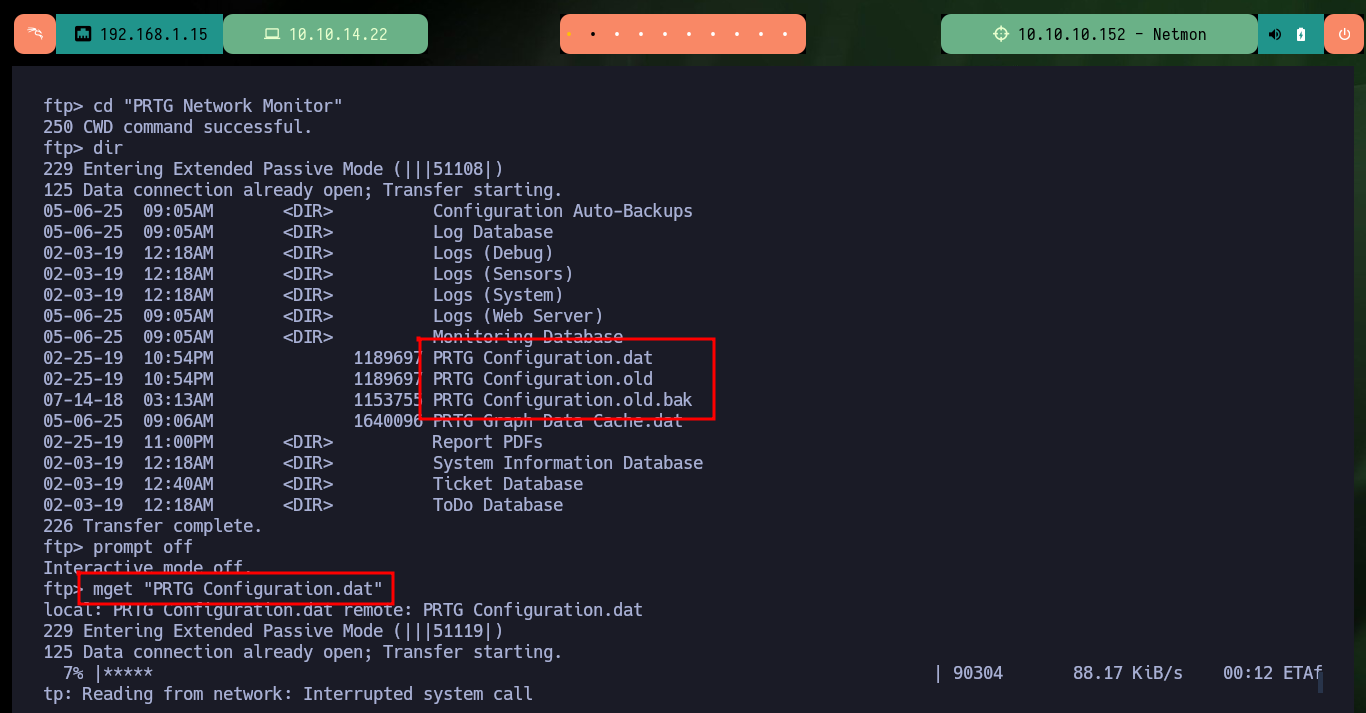 192.168.1.15 10.10.14.22 10.10.10.152 - Netmon
ftp> cd "PRTG Network Monitor"
250 CWD command successful.
ftp> dir
229 Entering Extended Passive Mode (|||51108|)
125 Data connection already open; Transfer starting.
05-06-25 09:05AM <DIR> Configuration Auto-Backups
05-06-25 09:05AM <DIR> Log Database
02-03-19 12:18AM <DIR> Logs (Debug)
02-03-19 12:18AM <DIR> Logs (Sensors)
02-03-19 12:18AM <DIR> Logs (System)
05-06-25 09:05AM <DIR> Logs (Web Server)
05-06-25 09:05AM <DIR> Monitoring Database
02-25-19 10:54PM 1189697 PRTG Configuration.dat
02-25-19 10:54PM 1189697 PRTG Configuration.old
07-14-18 03:13AM 1153755 PRTG Configuration.old.bak
05-06-25 09:06AM 1640096 PRTG Graph Data Cache.dat
02-25-19 11:00PM <DIR> Report PDFs
02-03-19 12:18AM <DIR> System Information Database
02-03-19 12:40AM <DIR> Ticket Database
02-03-19 12:18AM <DIR> ToDo Database
226 Transfer complete.
ftp> prompt off
Interactive mode off.
ftp> mget "PRTG Configuration.dat"
local: PRTG Configuration.dat remote: PRTG Configuration.dat
229 Entering Extended Passive Mode (|||51119|)
125 Data connection already open; Transfer starting.
7% |***** | 90304 88.17 KiB/s 00:12 ETAf
tp: Reading from network: Interrupted system call